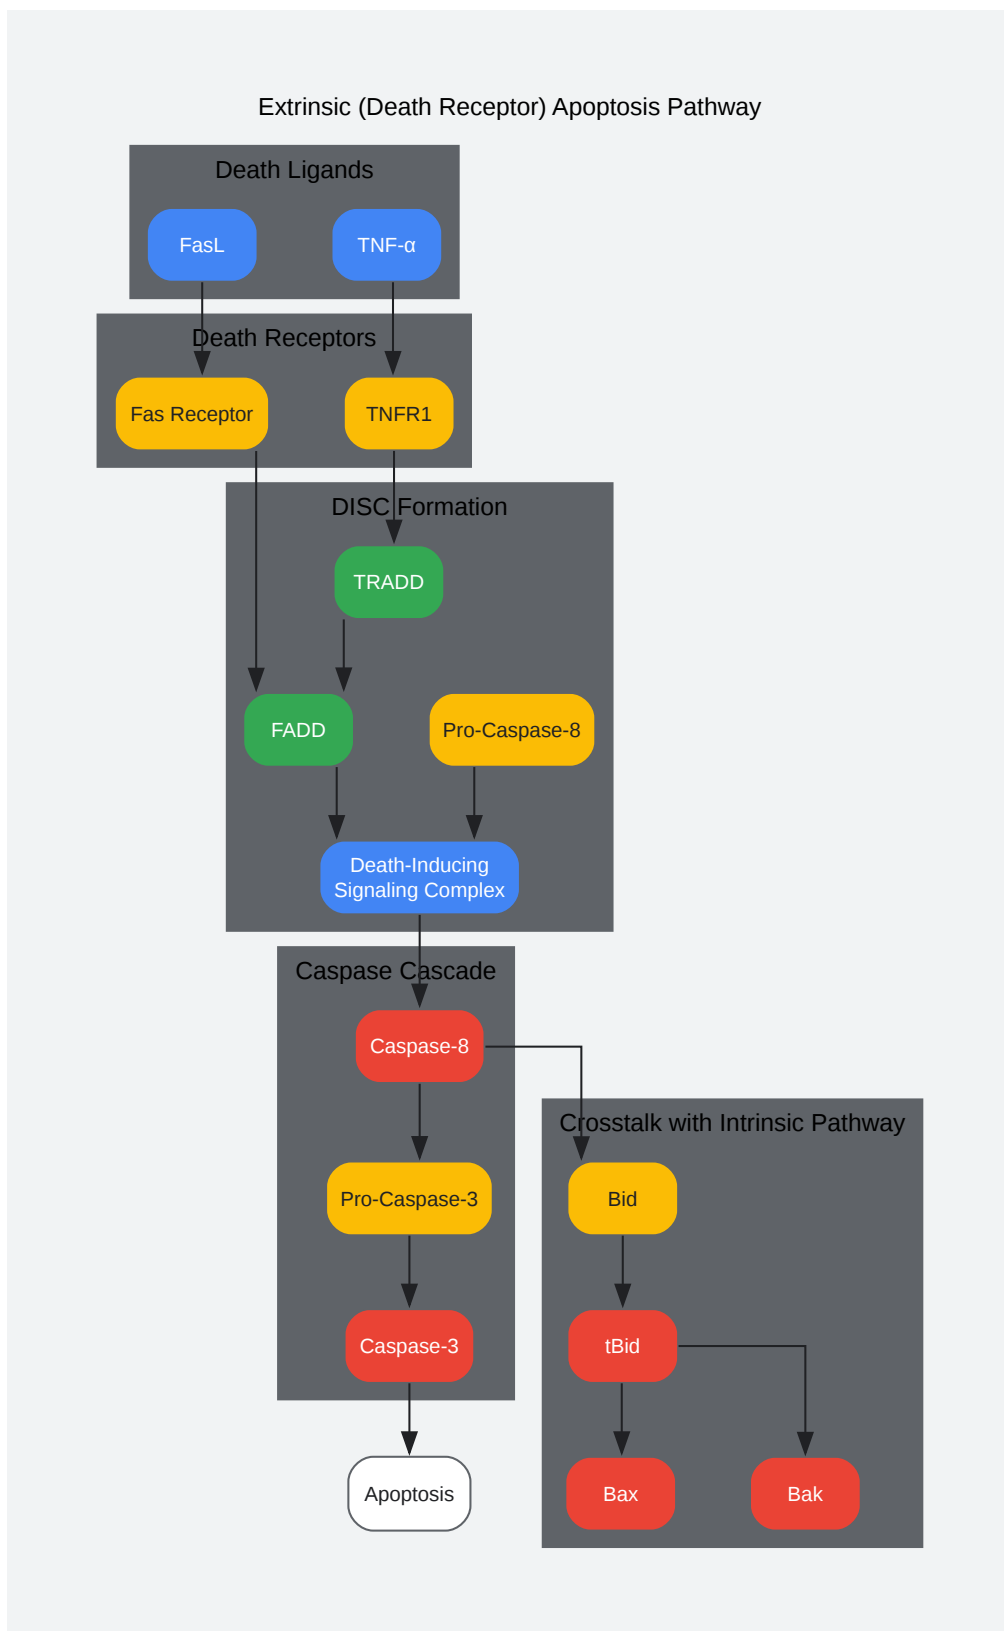 Extrinsic (Death Receptor) Apoptosis Pathway
Death Ligands
FasL
TNF-α
Death Receptors
Fas Receptor
TNFR1
DISC Formation
TRADD
FADD
Pro-Caspase-8
Death-Inducing
Signaling Complex
Caspase Cascade
Caspase-8
Crosstalk with Intrinsic Pathway
Pro-Caspase-3
Bid
Caspase-3
tBid
Apoptosis
Bax
Bak